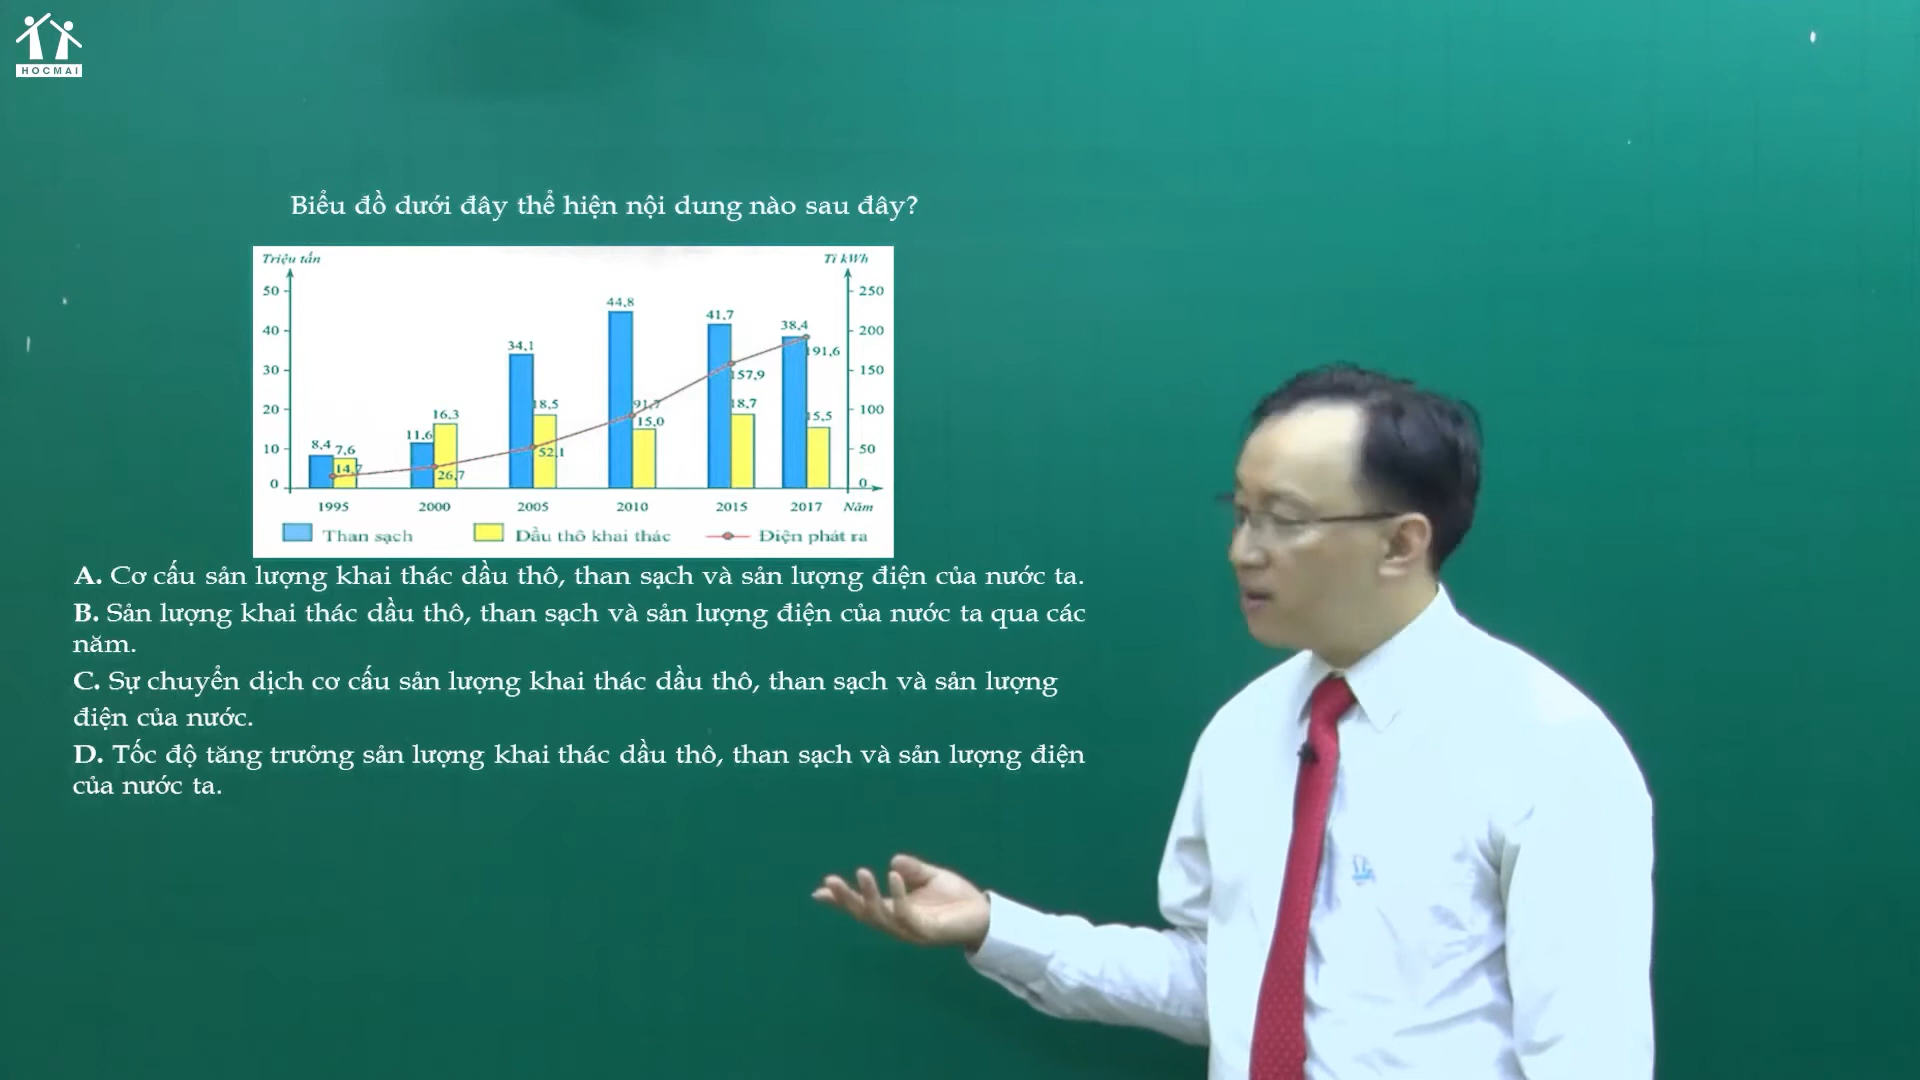 HOCMAI
Biểu đồ dưới đây thể hiện nội dung nào sau đây?
Triệu tấn Tỉ kWh
50 250
40 200
30 150
20 100
10 50
0 0
8,4 7,6 14,7
11,6 16,3 26,7
34,1 18,5 52,1
44,8 91,7 15,0
41,7 157,9 18,7
38,4 191,6 15,5
1995 2000 2005 2010 2015 2017 Năm
Than sạch Dầu thô khai thác Điện phát ra
A. Cơ cấu sản lượng khai thác dầu thô, than sạch và sản lượng điện của nước ta.
B. Sản lượng khai thác dầu thô, than sạch và sản lượng điện của nước ta qua các
năm.
C. Sự chuyển dịch cơ cấu sản lượng khai thác dầu thô, than sạch và sản lượng
điện của nước.
D. Tốc độ tăng trưởng sản lượng khai thác dầu thô, than sạch và sản lượng điện
của nước ta.